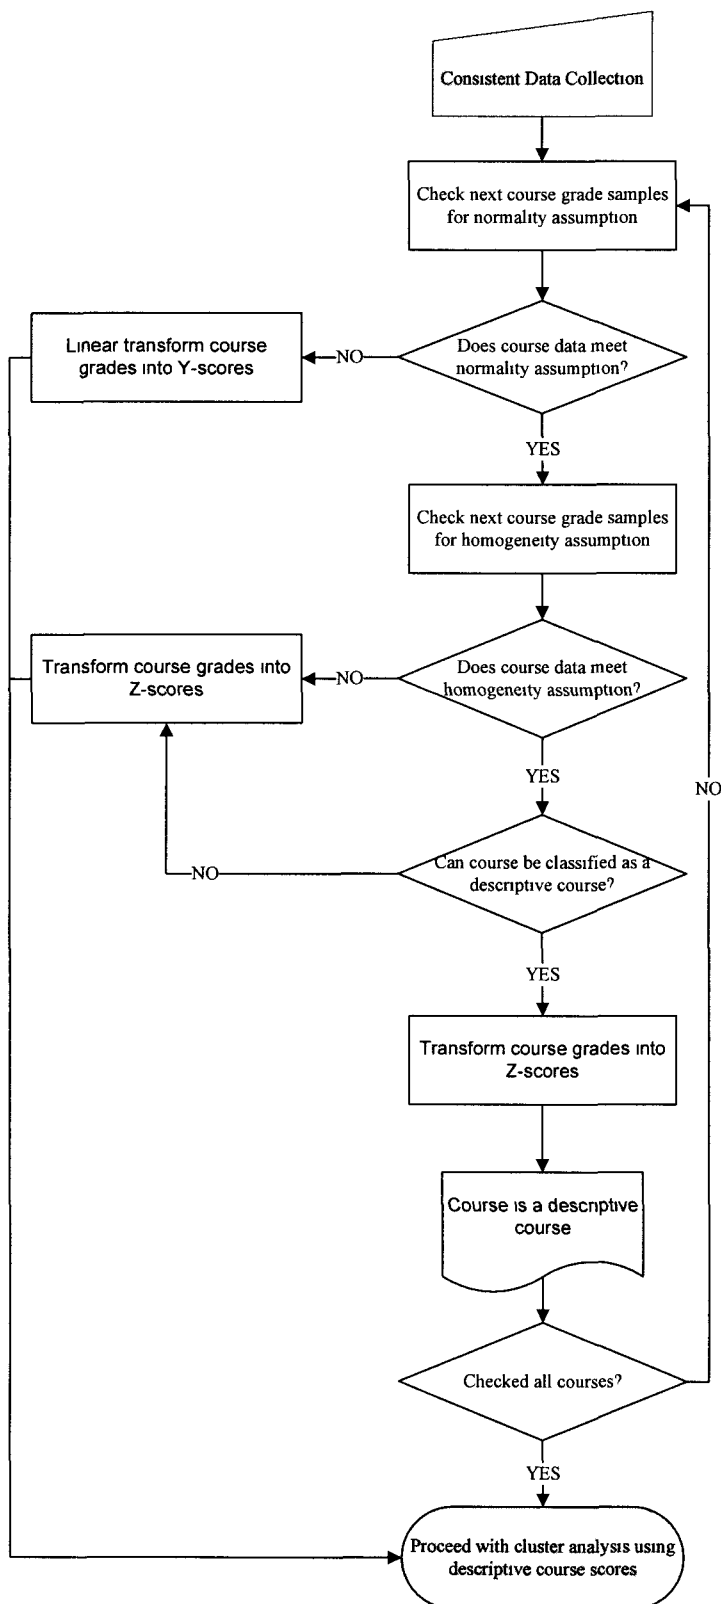 Consistent Data Collection
Check next course grade samples
for normality assumption
Linear transform course
grades into Y-scores
NO
Does course data meet
normality assumption?
YES
Check next course grade samples
for homogeneity assumption
Transform course grades into
Z-scores
NO
Does course data meet
homogeneity assumption?
YES
NO
Can course be classified as a
descriptive course?
NO
YES
Transform course grades into
Z-scores
Course is a descriptive
course
Checked all courses?
YES
Proceed with cluster analysis using
descriptive course scores